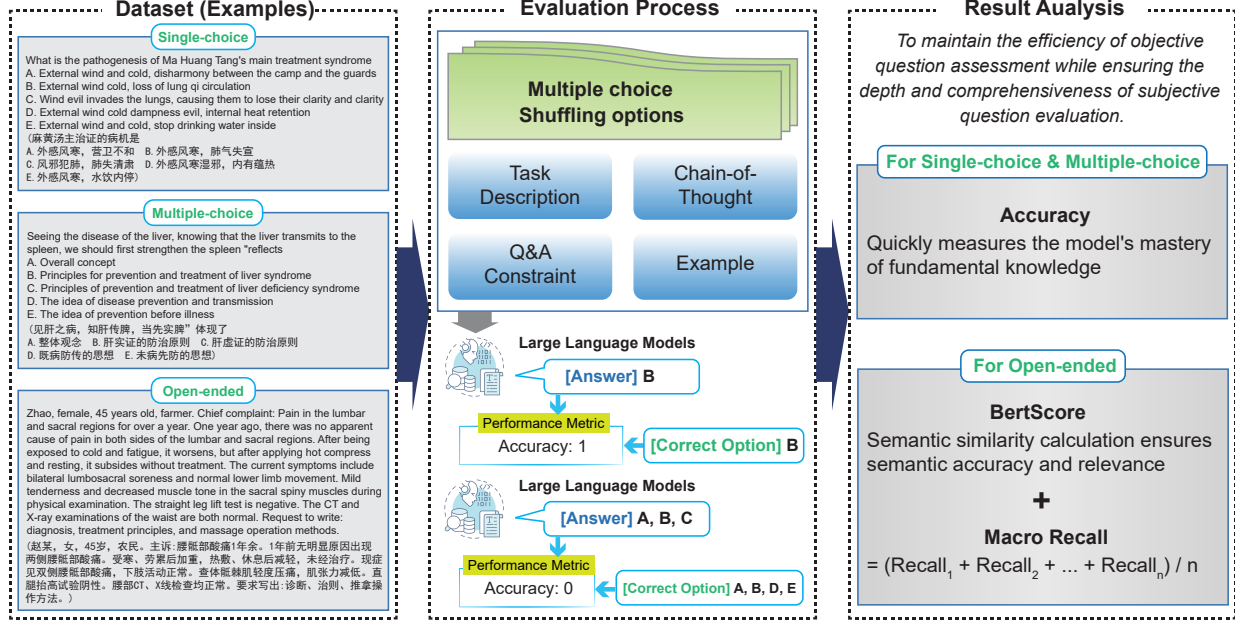 Dataset (Examples)
Single-choice
What is the pathogenesis of Ma Huang Tang's main treatment syndrome
A. External wind and cold, disharmony between the camp and the guards
B. External wind cold, loss of lung qi circulation
C. Wind evil invades the lungs, causing them to lose their clarity and clarity
D. External wind cold dampness evil, internal heat retention
E. External wind and cold, stop drinking water inside
(麻黄汤主治证的病机是
A. 外感风寒, 营卫不和 B. 外感风寒, 肺气失宣
C. 风邪犯肺, 肺失清肃 D. 外感风寒湿邪, 内有蕴热
E. 外感风寒, 水饮内停)
Multiple-choice
Seeing the disease of the liver, knowing that the liver transmits to the
spleen, we should first strengthen the spleen "reflects
A. Overall concept
B. Principles for prevention and treatment of liver syndrome
C. Principles of prevention and treatment of liver deficiency syndrome
D. The idea of disease prevention and transmission
E. The idea of prevention before illness
(见肝之病, 知肝传脾, 当先实脾”体现了
A. 整体观念 B. 肝实证的防治原则 C. 肝虚证的防治原则
D. 既病防传的思想 E. 未病先防的思想)
Open-ended
Zhao, female, 45 years old, farmer. Chief complaint: Pain in the lumbar
and sacral regions for over a year. One year ago, there was no apparent
cause of pain in both sides of the lumbar and sacral regions. After being
exposed to cold and fatigue, it worsens, but after applying hot compress
and resting, it subsides without treatment. The current symptoms include
bilateral lumbosacral soreness and normal lower limb movement. Mild
tenderness and decreased muscle tone in the sacral spiny muscles during
physical examination. The straight leg lift test is negative. The CT and
X-ray examinations of the waist are both normal. Request to write:
diagnosis, treatment principles, and massage operation methods.
(赵某, 女, 45岁, 农民。主诉:腰骶部酸痛1年余。1年前无明显原因出现
两侧腰骶部酸痛。受寒、劳累后加重, 热敷、休息后减轻, 未经治疗。现症
见双侧腰骶部酸痛, 下肢活动正常。查体骶棘肌轻度压痛, 肌张力减低。直
腿抬高试验阴性。腰部CT、X线检查均正常。要求写出:诊断、治则、推拿操
作方法。)
Evaluation Process
Multiple choice
Shuffling options
Task
Description
Chain-of-
Thought
Q&A
Constraint
Example
Large Language Models
[Answer] B
Performance Metric
Accuracy: 1
[Correct Option] B
Large Language Models
[Answer] A, B, C
Performance Metric
Accuracy: 0
[Correct Option] A, B, D, E
Result Aualysis
To maintain the efficiency of objective
question assessment while ensuring the
depth and comprehensiveness of subjective
question evaluation.
For Single-choice & Multiple-choice
Accuracy
Quickly measures the model's mastery
of fundamental knowledge
For Open-ended
BertScore
Semantic similarity calculation ensures
semantic accuracy and relevance
+
Macro Recall
= (Recall₁ + Recall₂ + ... + Recallₙ) / n